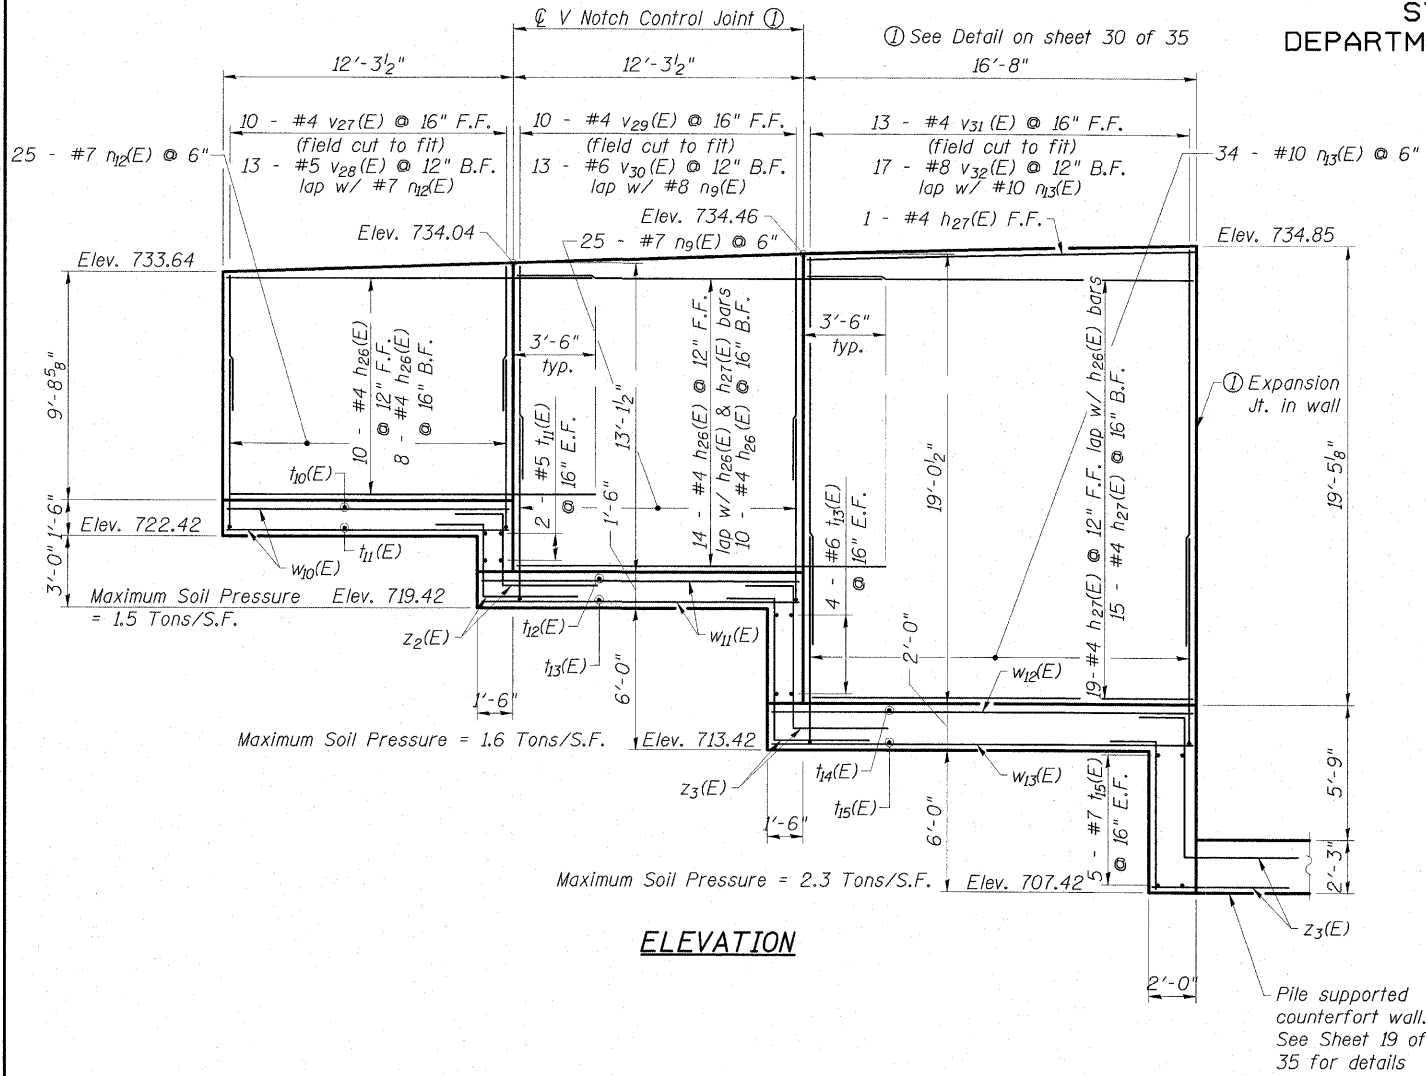 ST
DEPARTM
℄ V Notch Control Joint ①
① See Detail on sheet 30 of 35
12'-3½"
12'-3½"
16'-8"
10 - #4 v27(E) @ 16" F.F.
(field cut to fit)
13 - #5 v28(E) @ 12" B.F.
lap w/ #7 n12(E)
10 - #4 v29(E) @ 16" F.F.
(field cut to fit)
13 - #6 v30(E) @ 12" B.F.
lap w/ #8 n9(E)
13 - #4 v31(E) @ 16" F.F.
(field cut to fit)
17 - #8 v32(E) @ 12" B.F.
lap w/ #10 n13(E)
25 - #7 n12(E) @ 6"
34 - #10 n13(E) @ 6"
1 - #4 h27(E) F.F.
Elev. 733.64
Elev. 734.04
Elev. 734.46
Elev. 734.85
25 - #7 n9(E) @ 6"
9'-8⅝"
1'-6"
3'-0"
10 - #4 h26(E)
@ 12" F.F.
8 - #4 h26(E)
@ 16" B.F.
3'-6"
typ.
2 - #5 t11(E)
@ 16" E.F.
13'-1½"
1'-6"
14 - #4 h26(E) @ 12" F.F.
lap w/ h26(E) & h27(E) bars
10 - #4 h26(E) @ 16" B.F.
3'-6"
typ.
4 - #6 t13(E)
@ 16" E.F.
19'-0½"
2'-0"
19- #4 h27(E) @ 12" F.F. lap w/ h26(E) bars
15 - #4 h27(E) @ 16" B.F.
① Expansion
Jt. in wall
19'-5⅛"
t10(E)
Elev. 722.42
t11(E)
w10(E)
Maximum Soil Pressure
= 1.5 Tons/S.F.
Elev. 719.42
z2(E)
t12(E)
t13(E)
w11(E)
1'-6"
6'-0"
w12(E)
Maximum Soil Pressure = 1.6 Tons/S.F.
Elev. 713.42
z3(E)
t14(E)
t15(E)
w13(E)
1'-6"
6'-0"
5 - #7 t15(E)
@ 16" E.F.
5'-9"
2'-3"
Maximum Soil Pressure = 2.3 Tons/S.F.
Elev. 707.42
z3(E)
ELEVATION
2'-0"
Pile supported
counterfort wall.
See Sheet 19 of
35 for details